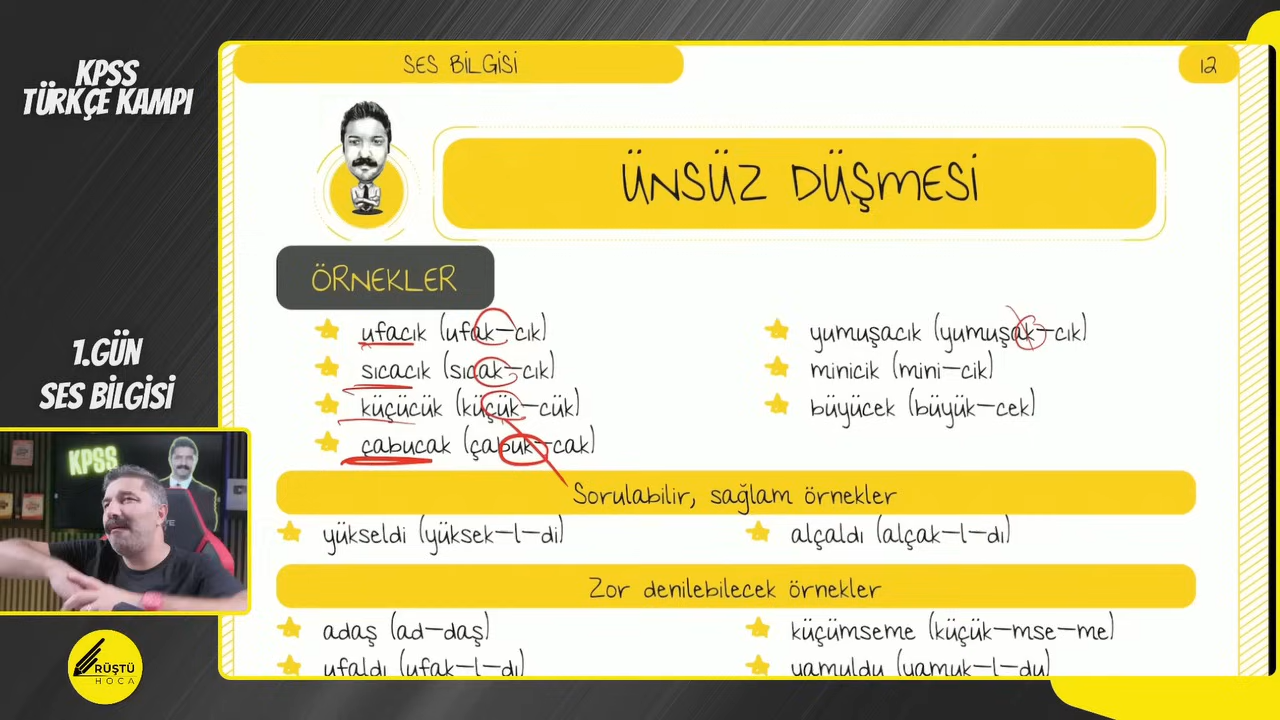 KPSS
TÜRKÇE KAMPI
1.GÜN
SES BİLGİSİ
KPSS
RÜŞTÜ
HOCA
SES BİLGİSİ
12
ÜNSÜZ DÜŞMESİ
ÖRNEKLER
ufacık (ufak-cık)
sıcacık (sıcak-cık)
küçücük (küçük-cük)
çabucak (çabuk-cak)
yumuşacık (yumuşak-cık)
minicik (mini-cik)
büyücek (büyük-cek)
Sorulabilir, sağlam örnekler
yükseldi (yüksek-l-di)
alçaldı (alçak-l-dı)
Zor denilebilecek örnekler
adaş (ad-daş)
küçümseme (küçük-mse-me)
ufaldı (ufak-l-dı)
yamuldu (yamuk-l-du)